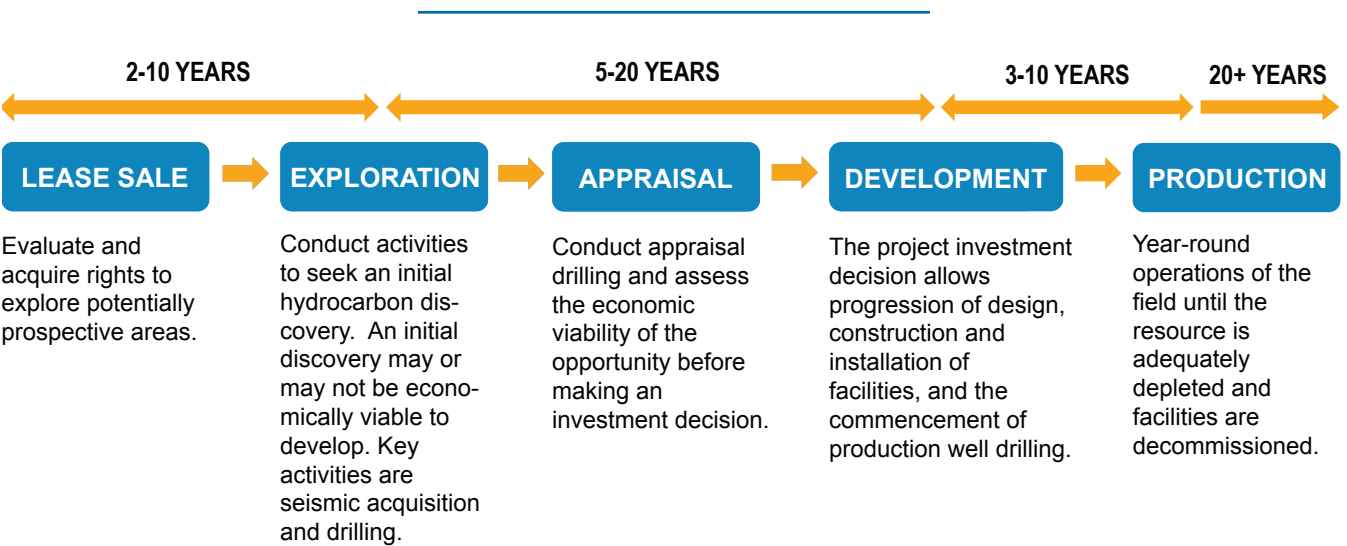 2-10 YEARS
5-20 YEARS
3-10 YEARS
20+ YEARS
LEASE SALE
EXPLORATION
APPRAISAL
DEVELOPMENT
PRODUCTION
Evaluate and
acquire rights to
explore potentially
prospective areas.
Conduct activities
to seek an initial
hydrocarbon dis-
covery.  An initial
discovery may or
may not be econo-
mically viable to
develop. Key
activities are
seismic acquisition
and drilling.
Conduct appraisal
drilling and assess
the economic
viability of the
opportunity before
making an
investment decision.
The project investment
decision allows
progression of design,
construction and
installation of
facilities, and the
commencement of
production well drilling.
Year-round
operations of the
field until the
resource is
adequately
depleted and
facilities are
decommissioned.